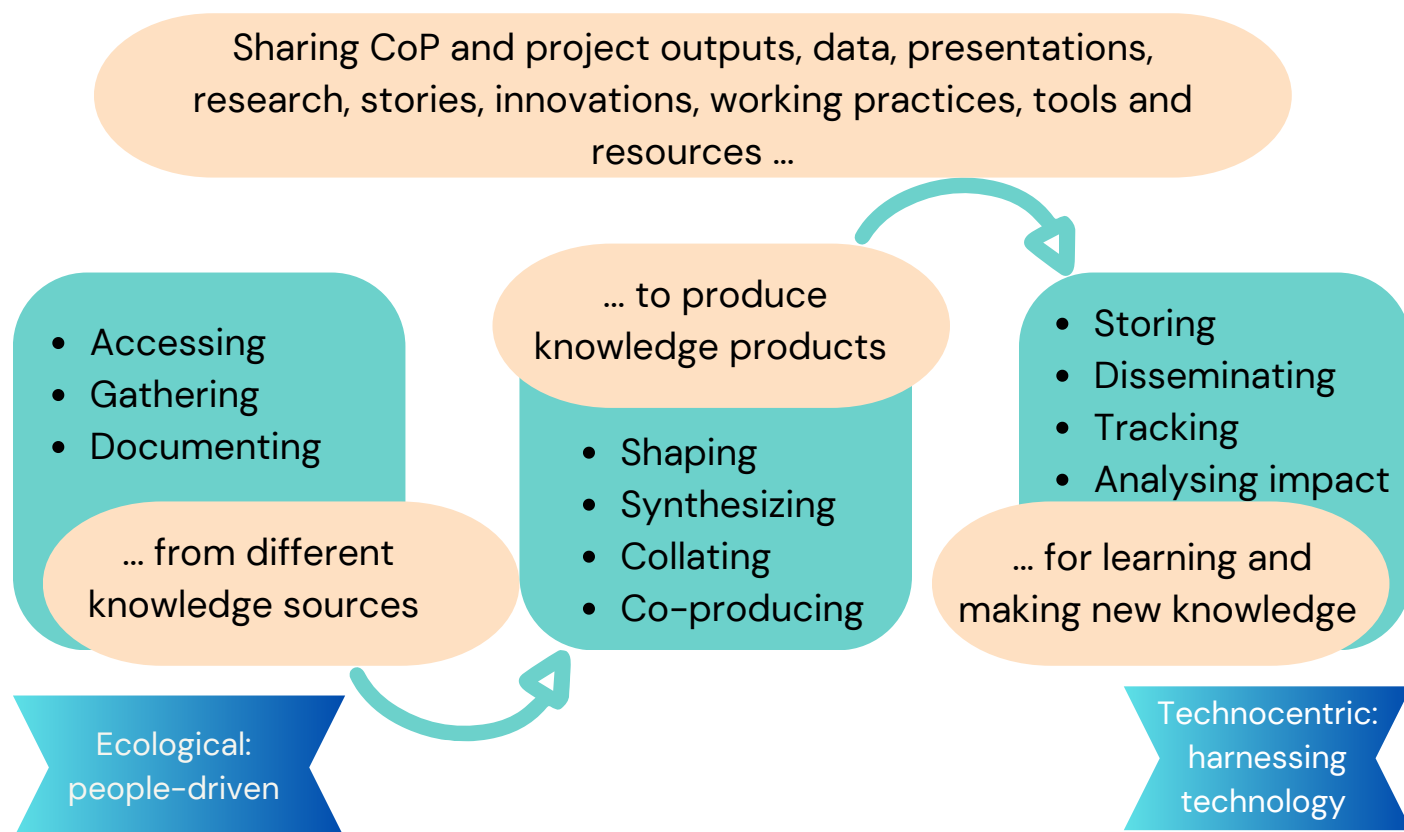 Sharing CoP and project outputs, data, presentations,
research, stories, innovations, working practices, tools and
resources ...
• Accessing
• Gathering
• Documenting
... from different
knowledge sources
... to produce
knowledge products
• Shaping
• Synthesizing
• Collating
• Co-producing
• Storing
• Disseminating
• Tracking
• Analysing impact
... for learning and
making new knowledge
Ecological:
people-driven
Technocentric:
harnessing
technology